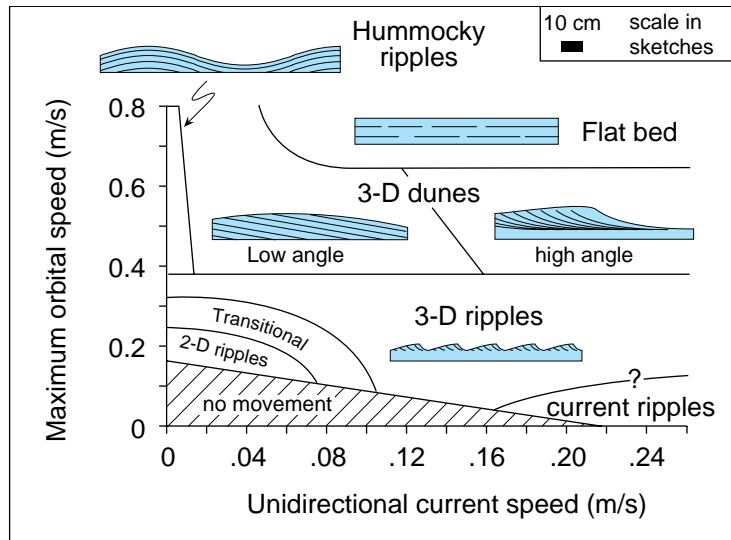 Hummocky
ripples
10 cm scale in
sketches
Maximum orbital speed (m/s)
0.8
0.6
0.4
0.2
0
Flat bed
3-D dunes
Low angle
high angle
3-D ripples
Transitional
2-D ripples
no movement
?
current ripples
0 .04 .08 .12 .16 .20 .24
Unidirectional current speed (m/s)